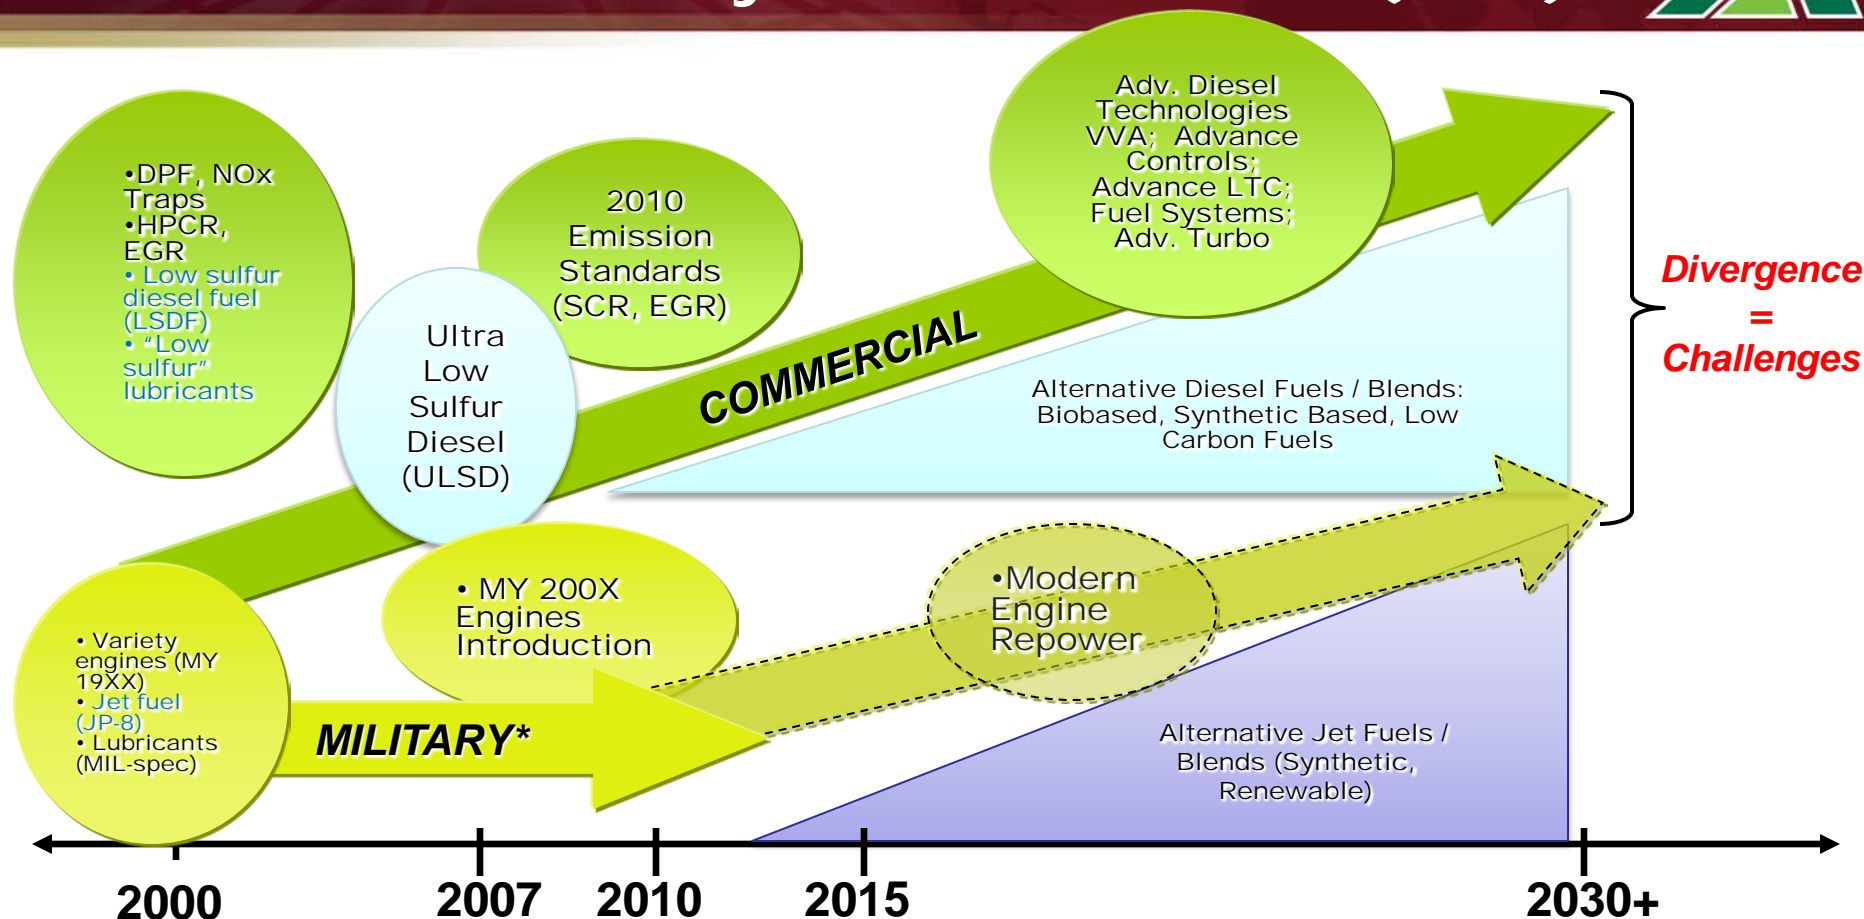 •DPF, NOx
Traps
•HPCR,
EGR
• Low sulfur
diesel fuel
(LSDF)
• “Low
sulfur”
lubricants
2010
Emission
Standards
(SCR, EGR)
Adv. Diesel
Technologies
VVA; Advance
Controls;
Advance LTC;
Fuel Systems;
Adv. Turbo
Ultra
Low
Sulfur
Diesel
(ULSD)
COMMERCIAL
Divergence
=
Challenges
Alternative Diesel Fuels / Blends:
Biobased, Synthetic Based, Low
Carbon Fuels
• MY 200X
Engines
Introduction
•Modern
Engine
Repower
• Variety
engines (MY
19XX)
• Jet fuel
(JP-8)
• Lubricants
(MIL-spec)
MILITARY*
Alternative Jet Fuels /
Blends (Synthetic,
Renewable)
2000
2007
2010
2015
2030+